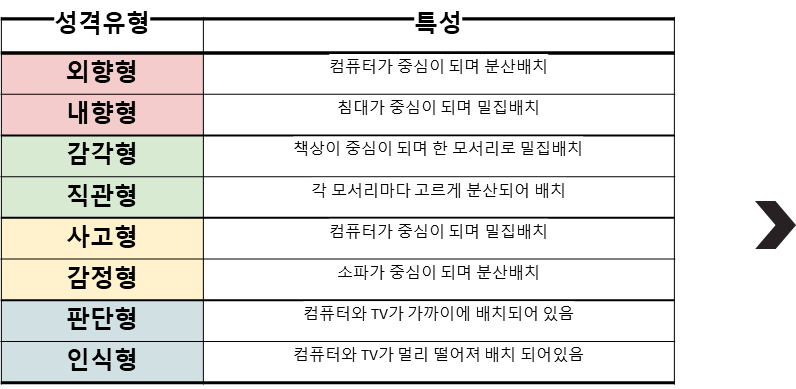 성격유형 특성
외향형 컴퓨터가 중심이 되며 분산배치
내향형 침대가 중심이 되며 밀집배치
감각형 책상이 중심이 되며 한 모서리로 밀집배치
직관형 각 모서리마다 고르게 분산되어 배치
사고형 컴퓨터가 중심이 되며 밀집배치
감정형 소파가 중심이 되며 분산배치
판단형 컴퓨터와 TV가 가까이에 배치되어 있음
인식형 컴퓨터와 TV가 멀리 떨어져 배치 되어있음